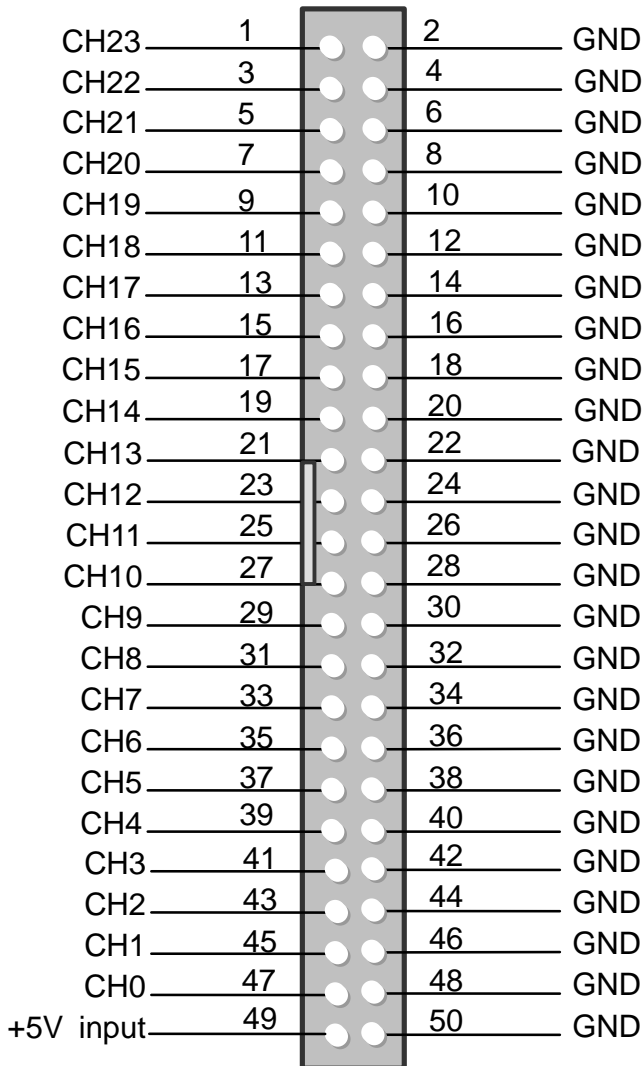 CH23 1 2 GND
CH22 3 4 GND
CH21 5 6 GND
CH20 7 8 GND
CH19 9 10 GND
CH18 11 12 GND
CH17 13 14 GND
CH16 15 16 GND
CH15 17 18 GND
CH14 19 20 GND
CH13 21 22 GND
CH12 23 24 GND
CH11 25 26 GND
CH10 27 28 GND
CH9 29 30 GND
CH8 31 32 GND
CH7 33 34 GND
CH6 35 36 GND
CH5 37 38 GND
CH4 39 40 GND
CH3 41 42 GND
CH2 43 44 GND
CH1 45 46 GND
CH0 47 48 GND
+5V input 49 50 GND